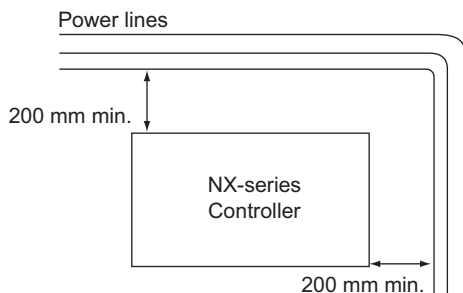 Power lines
200 mm min.
NX-series
Controller
200 mm min.